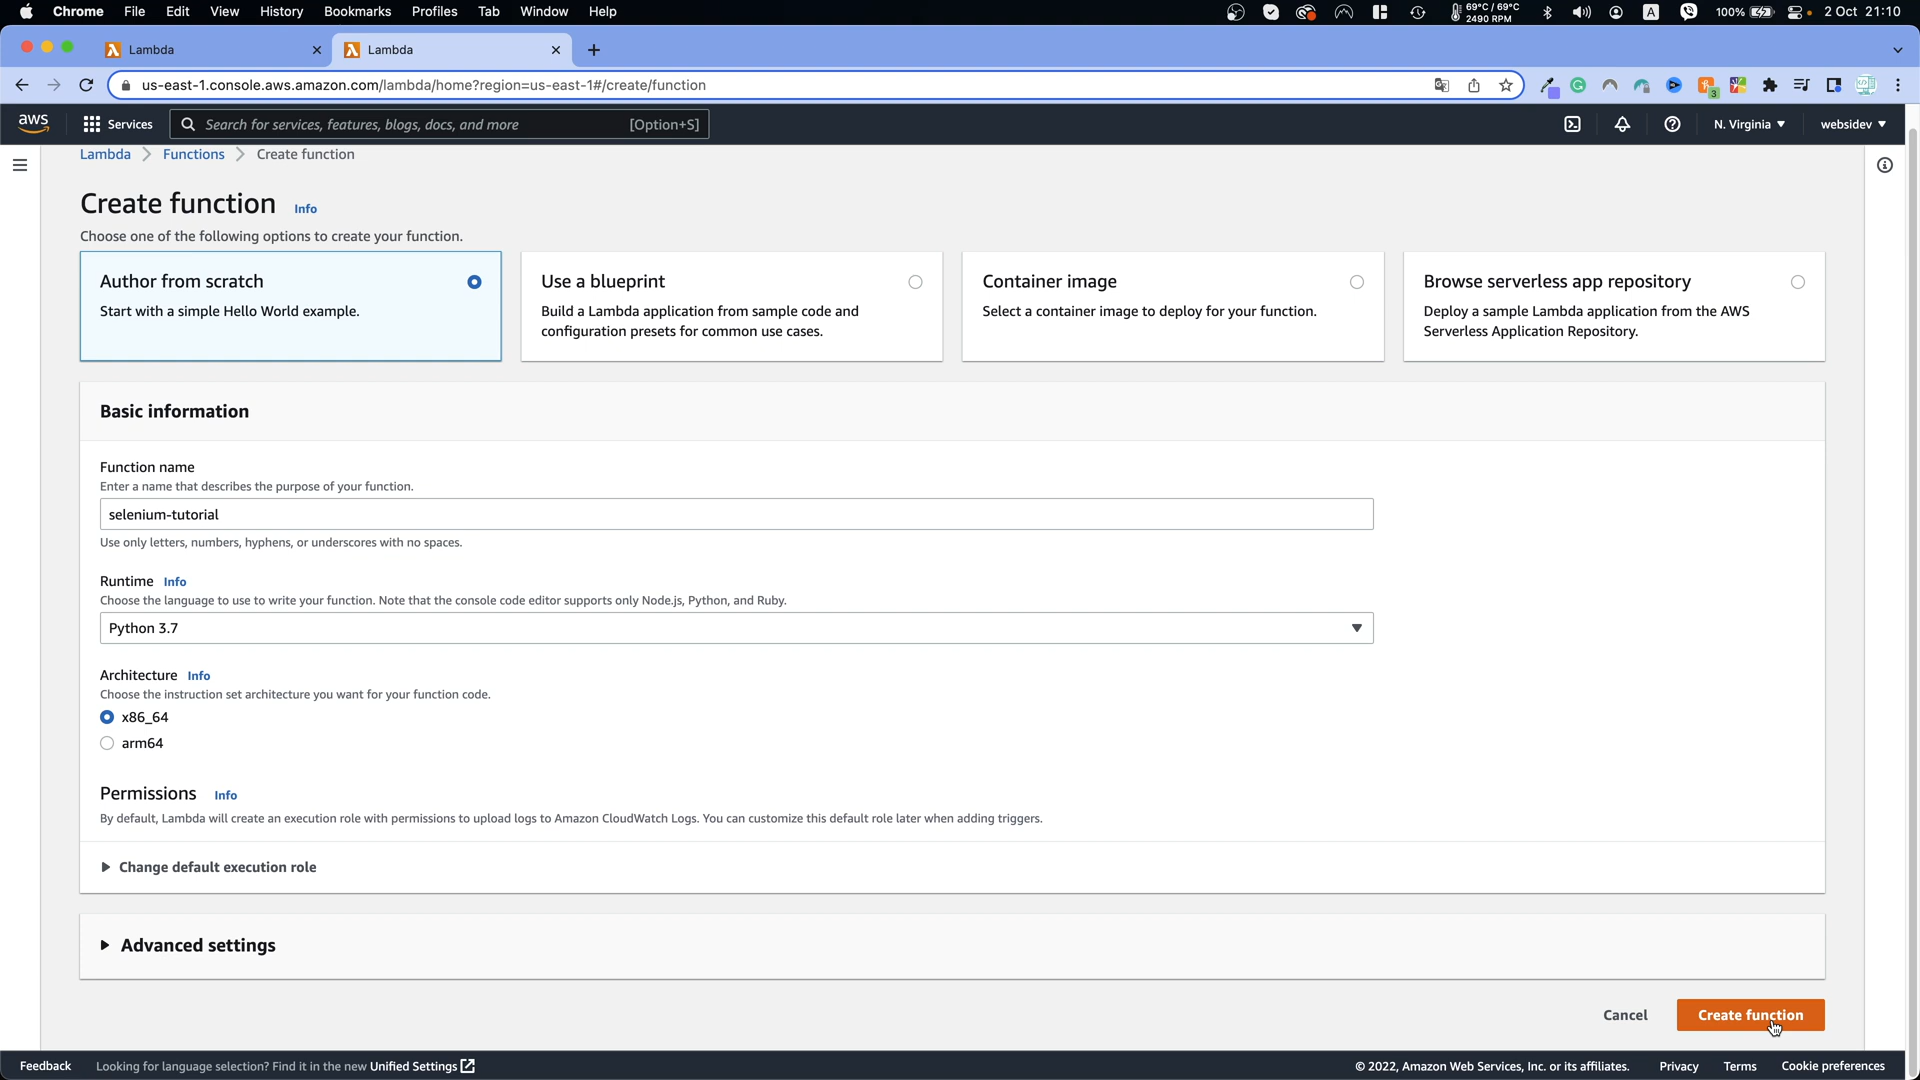 Chrome File Edit View History Bookmarks Profiles Tab Window Help 69°C / 69°C 2490 RPM A 100% 2 Oct 21:10
Lambda Lambda
us-east-1.console.aws.amazon.com/lambda/home?region=us-east-1#/create/function 3
aws Services Search for services, features, blogs, docs, and more [Option+S] N. Virginia websidev
Lambda Functions Create function
Create function Info
Choose one of the following options to create your function.
Author from scratch
Start with a simple Hello World example.
Use a blueprint
Build a Lambda application from sample code and
configuration presets for common use cases.
Container image
Select a container image to deploy for your function.
Browse serverless app repository
Deploy a sample Lambda application from the AWS
Serverless Application Repository.
Basic information
Function name
Enter a name that describes the purpose of your function.
selenium-tutorial
Use only letters, numbers, hyphens, or underscores with no spaces.
Runtime Info
Choose the language to use to write your function. Note that the console code editor supports only Node.js, Python, and Ruby.
Python 3.7
Architecture Info
Choose the instruction set architecture you want for your function code.
x86_64
arm64
Permissions Info
By default, Lambda will create an execution role with permissions to upload logs to Amazon CloudWatch Logs. You can customize this default role later when adding triggers.
Change default execution role
Advanced settings
Cancel Create function
Feedback Looking for language selection? Find it in the new Unified Settings © 2022, Amazon Web Services, Inc. or its affiliates. Privacy Terms Cookie preferences